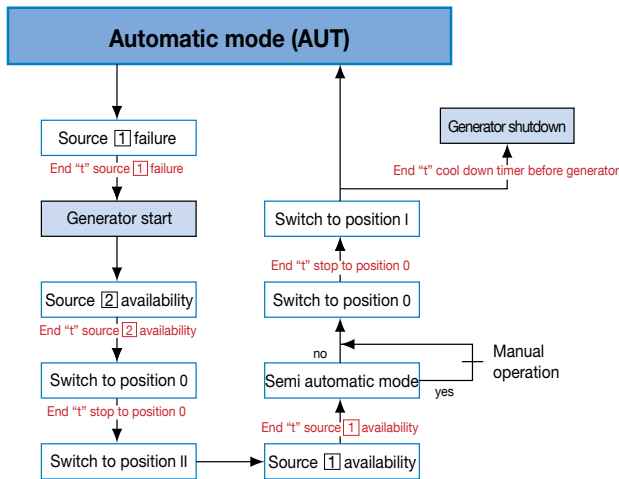 Automatic mode (AUT)
Source 1 failure
End “t” source 1 failure
Generator start
Source 2 availability
End “t” source 2 availability
Switch to position 0
End “t” stop to position 0
Switch to position II
Source 1 availability
End “t” source 1 availability
Semi automatic mode
no
yes
Manual
operation
Switch to position 0
End “t” stop to position 0
Switch to position I
End “t” cool down timer before generator
Generator shutdown